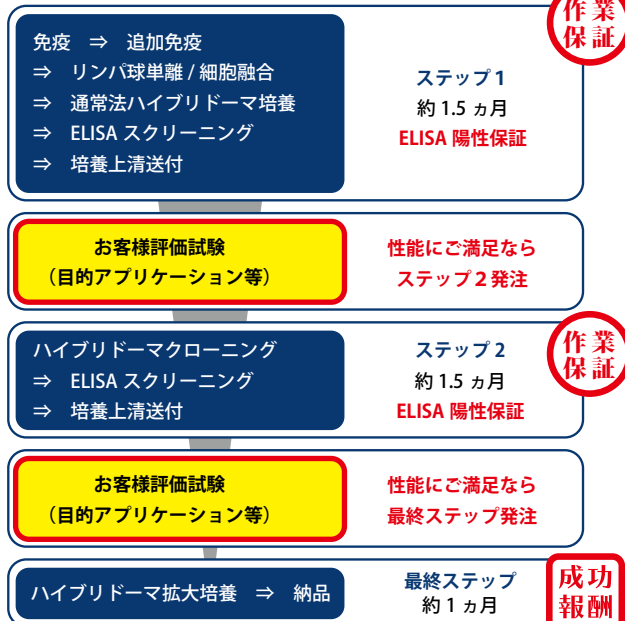 作業
保証
免疫 ⇒ 追加免疫
⇒ リンパ球単離 / 細胞融合
⇒ 通常法ハイブリドーマ培養
⇒ ELISA スクリーニング
⇒ 培養上清送付
ステップ 1
約 1.5 ヵ月
ELISA 陽性保証
お客様評価試験
（目的アプリケーション等）
性能にご満足なら
ステップ 2 発注
作業
保証
ハイブリドーマクローニング
⇒ ELISA スクリーニング
⇒ 培養上清送付
ステップ 2
約 1.5 ヵ月
ELISA 陽性保証
お客様評価試験
（目的アプリケーション等）
性能にご満足なら
最終ステップ発注
ハイブリドーマ拡大培養 ⇒ 納品
最終ステップ
約 1 ヵ月
成功
報酬